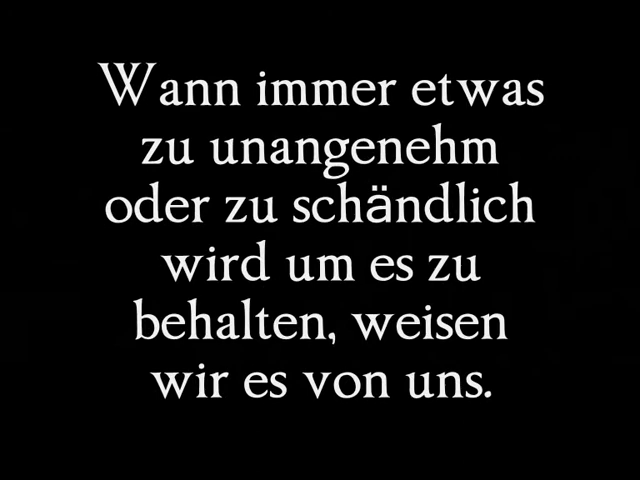 Wann immer etwas
zu unangenehm
oder zu schändlich
wird um es zu
behalten, weisen
wir es von uns.